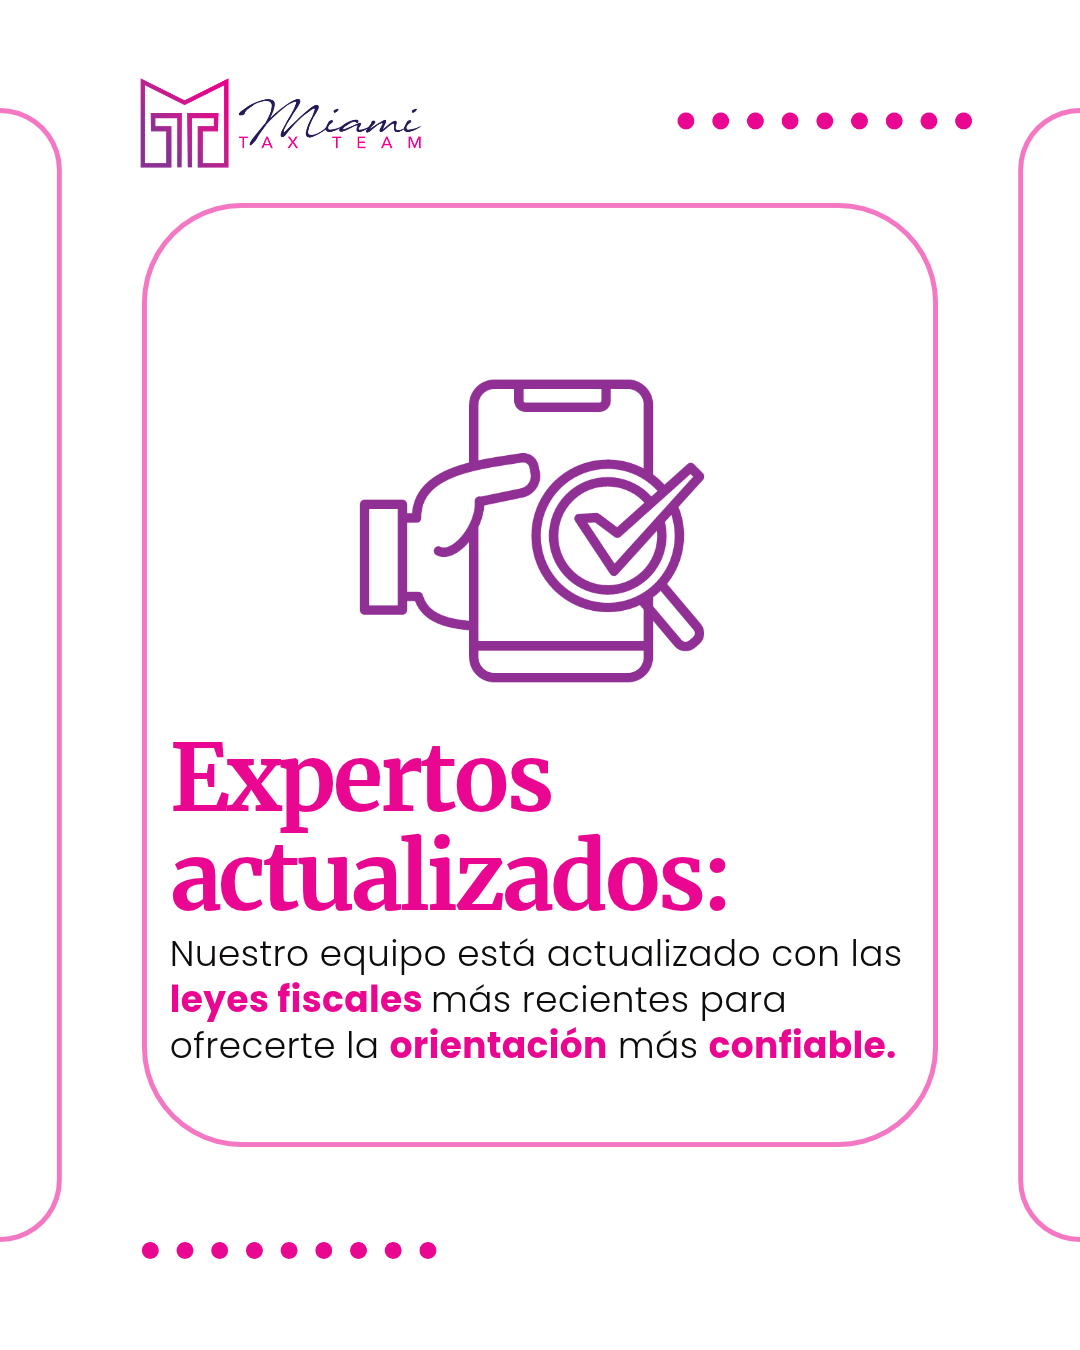 Miami
TAX TEAM
Expertos
actualizados:
Nuestro equipo está actualizado con las
leyes fiscales más recientes para
ofrecerte la orientación más confiable.